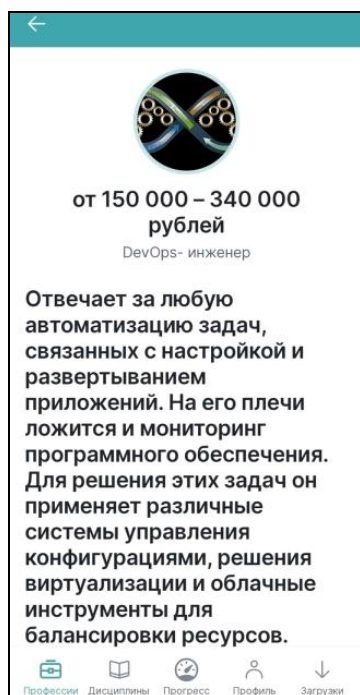 от 150 000 – 340 000
рублей
DevOps- инженер
Отвечает за любую
автоматизацию задач,
связанных с настройкой и
развертыванием
приложений. На его плечи
ложится и мониторинг
программного обеспечения.
Для решения этих задач он
применяет различные
системы управления
конфигурациями, решения
виртуализации и облачные
инструменты для
балансировки ресурсов.
Профессии Дисциплины Прогресс Профиль Загрузки